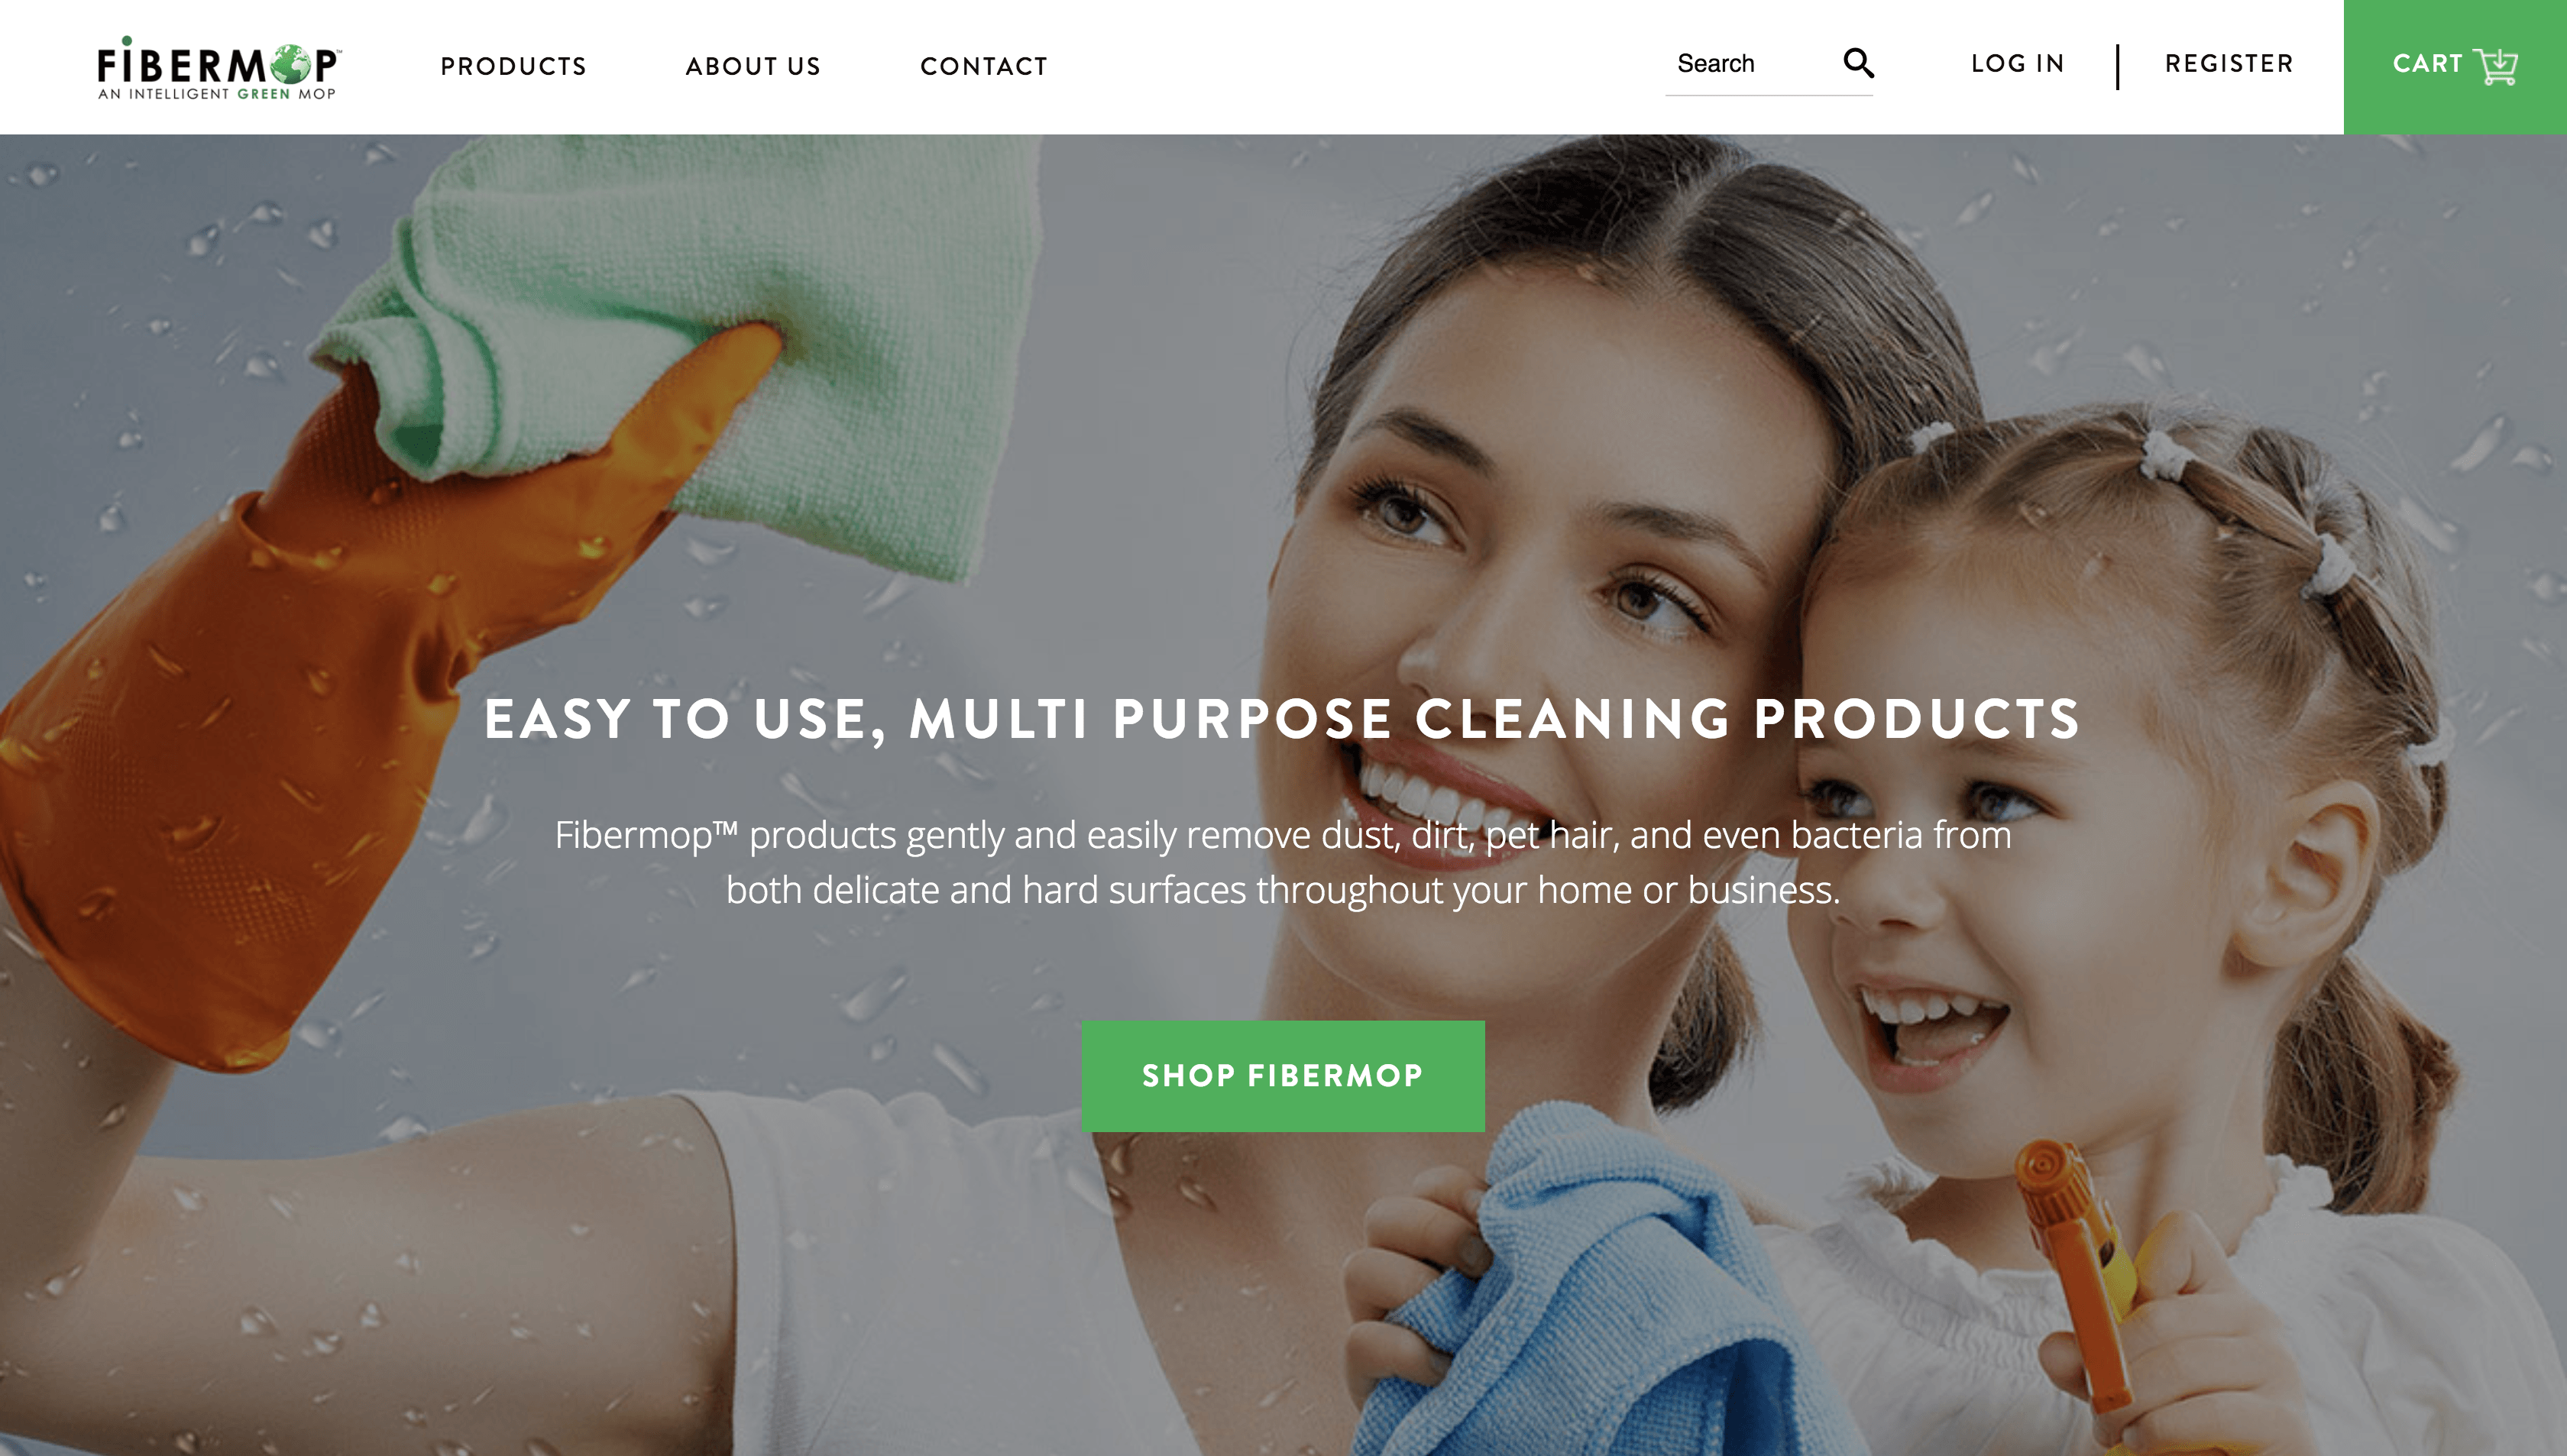 FiBERMOP™
AN INTELLIGENT GREEN MOP
PRODUCTS
ABOUT US
CONTACT
Search
LOG IN
REGISTER
CART
EASY TO USE, MULTI PURPOSE CLEANING PRODUCTS
Fibermop™ products gently and easily remove dust, dirt, pet hair, and even bacteria from
both delicate and hard surfaces throughout your home or business.
SHOP FIBERMOP